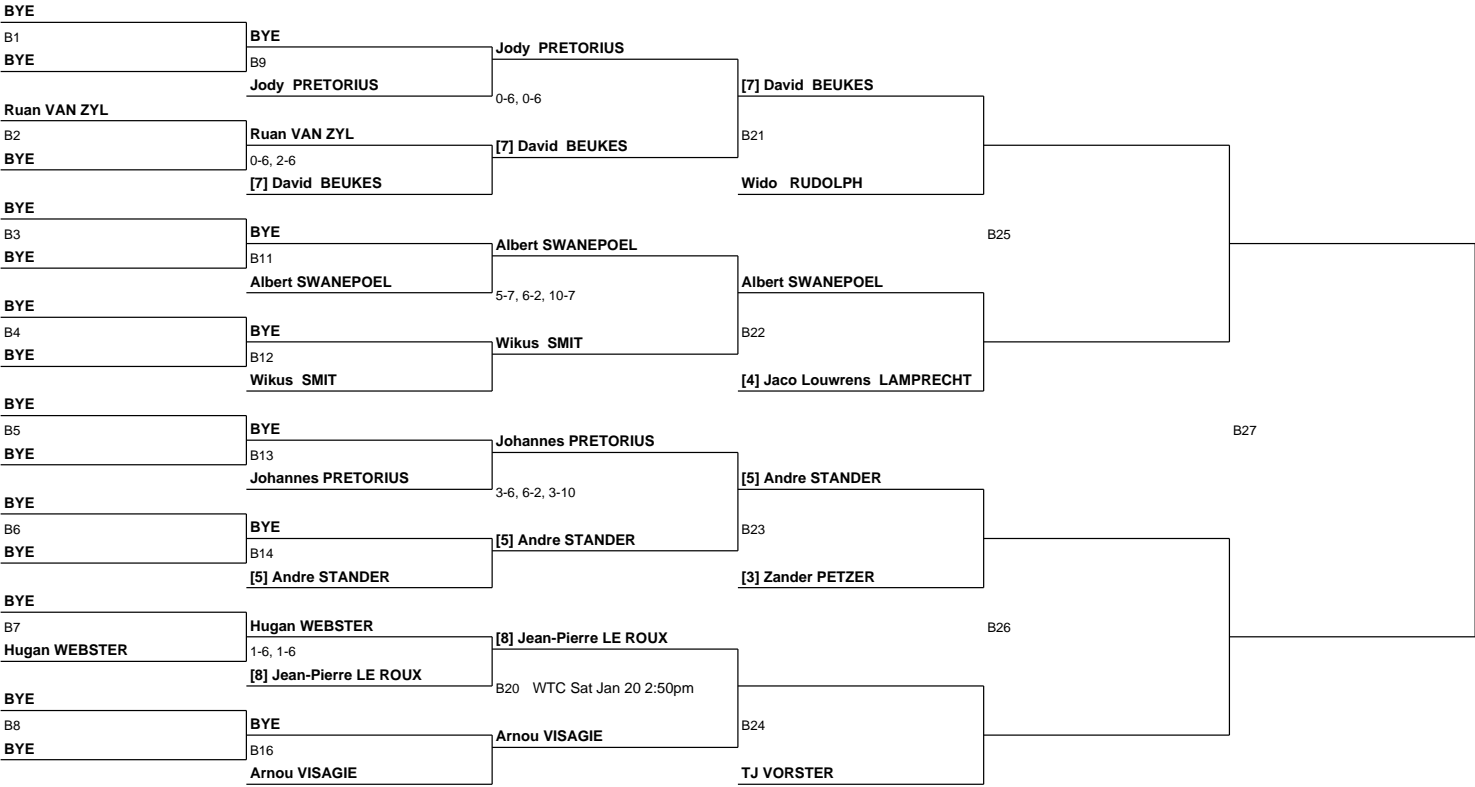 BYE
B1
BYE
Ruan VAN ZYL
B2
BYE
BYE
B3
BYE
BYE
B4
BYE
BYE
B5
BYE
BYE
B6
BYE
BYE
B7
Hugan WEBSTER
BYE
B8
BYE
BYE
B9
Jody PRETORIUS
Ruan VAN ZYL
0-6, 2-6
[7] David BEUKES
BYE
B11
Albert SWANEPOEL
BYE
B12
Wikus SMIT
BYE
B13
Johannes PRETORIUS
BYE
B14
[5] Andre STANDER
Hugan WEBSTER
1-6, 1-6
[8] Jean-Pierre LE ROUX
BYE
B16
Arnou VISAGIE
Jody PRETORIUS
0-6, 0-6
[7] David BEUKES
Albert SWANEPOEL
5-7, 6-2, 10-7
Wikus SMIT
Johannes PRETORIUS
3-6, 6-2, 3-10
[5] Andre STANDER
[8] Jean-Pierre LE ROUX
B20 WTC Sat Jan 20 2:50pm
Arnou VISAGIE
[7] David BEUKES
B21
Wido RUDOLPH
Albert SWANEPOEL
B22
[4] Jaco Louwrens LAMPRECHT
[5] Andre STANDER
B23
[3] Zander PETZER
B24
TJ VORSTER
B25
B26
B27